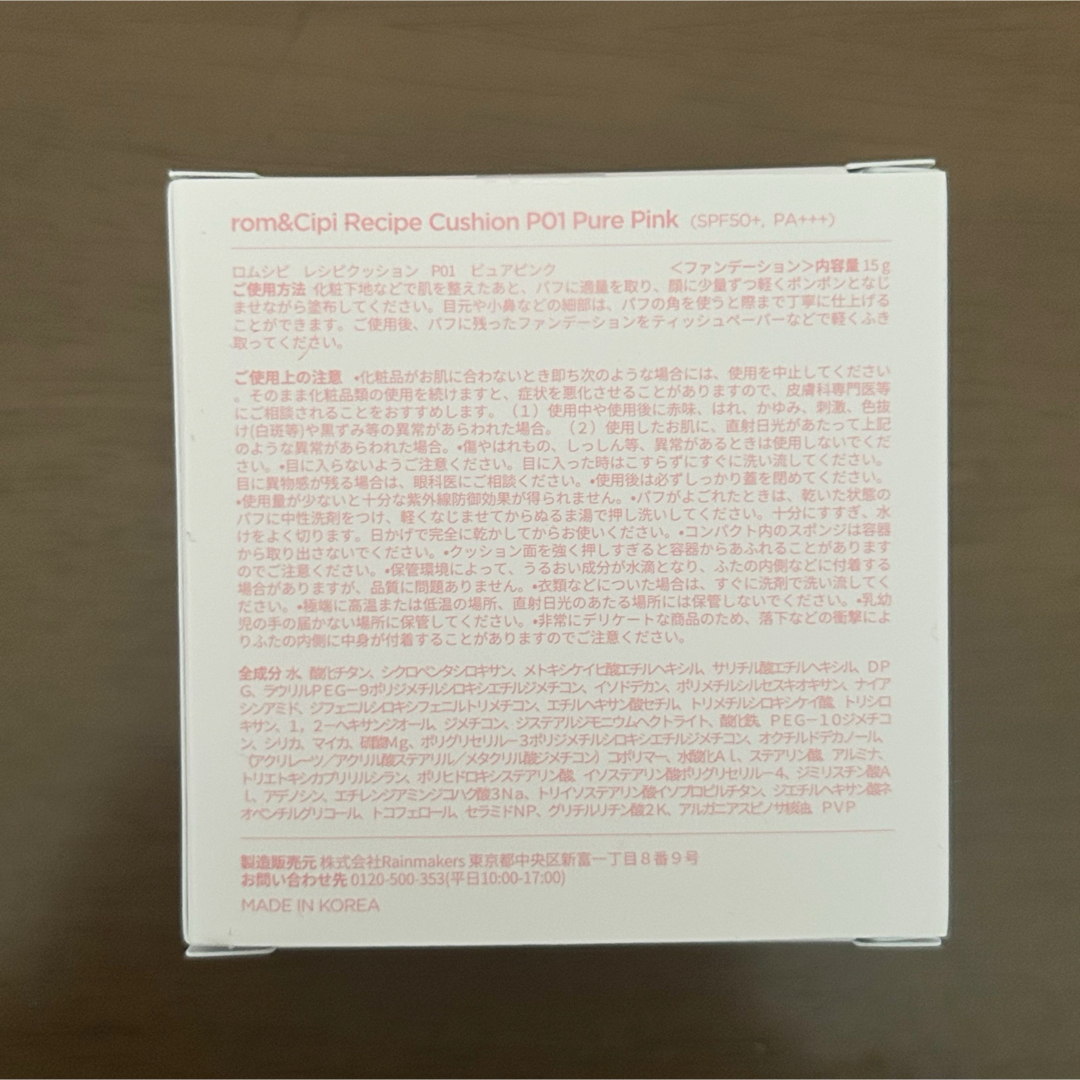 rom&Cipi Recipe Cushion P01 Pure Pink (SPF50+, PA+++)
ロムシピ レシピクッション P01 ピュアピンク <ファンデーション>内容量 15 g
ご使用方法 化粧下地などで肌を整えたあと、パフに適量を取り、顔に少量ずつ軽くポンポンとなじ
ませながら塗布してください。目元や小鼻などの細部は、パフの角を使うと際まで丁寧に仕上げる
ことができます。ご使用後、パフに残ったファンデーションをティッシュペーパーなどで軽くふき
取ってください。
ご使用上の注意 •化粧品がお肌に合わないとき即ち次のような場合には、使用を中止してください
。そのまま化粧品類の使用を続けますと、症状を悪化させることがありますので、皮膚科専門医等
にご相談されることをおすすめします。（1）使用中や使用後に赤味、はれ、かゆみ、刺激、色抜
け(白斑等)や黒ずみ等の異常があらわれた場合。（2）使用したお肌に、直射日光があたって上記
のような異常があらわれた場合。•傷やはれもの、しっしん等、異常があるときは使用しないでくだ
さい。•目に入らないようご注意ください。目に入った時はこすらずにすぐに洗い流してください。
目に異物感が残る場合は、眼科医にご相談ください。•使用後は必ずしっかり蓋を閉めてください。
•使用量が少ないと十分な紫外線防御効果が得られません。•パフがよごれたときは、乾いた状態の
パフに中性洗剤をつけ、軽くなじませてからぬるま湯で押し洗いしてください。十分にすすぎ、水
けをよく切ります。日かげで完全に乾かしてからお使いください。•コンパクト内のスポンジは容器
から取り出さないでください。•クッション面を強く押しすぎると容器からあふれることがあります
のでご注意ください。•保管環境によって、うるおい成分が水滴となり、ふたの内側などに付着する
場合がありますが、品質に問題ありません。•衣類などについた場合は、すぐに洗剤で洗い流してく
ださい。•極端に高温または低温の場所、直射日光のあたる場所には保管しないでください。•乳幼
児の手の届かない場所に保管してください。•非常にデリケートな商品のため、落下などの衝撃によ
りふたの内側に中身が付着することがありますのでご注意ください。
全成分 水、酸化チタン、シクロペンタシロキサン、メトキシケイヒ酸エチルヘキシル、サリチル酸エチルヘキシル、DP
G、ラウリルPEG－9ポリジメチルシロキシエチルジメチコン、イソドデカン、ポリメチルシルセスキオキサン、ナイア
シンアミド、ジフェニルシロキシフェニルトリメチコン、エチルヘキサン酸セチル、トリメチルシロキシケイ酸、トリシロ
キサン、1，2－ヘキサンジオール、ジメチコン、ジステアルジモニウムヘクトライト、酸化鉄、PEG－10ジメチコ
ン、シリカ、マイカ、硫酸Mg、ポリグリセリル－3ポリジメチルシロキシエチルジメチコン、オクチルドデカノール、
（アクリレーツ／アクリル酸ステアリル／メタクリル酸ジメチコン）コポリマー、水酸化Al、ステアリン酸、アルミナ、
トリエトキシカプリリルシラン、ポリヒドロキシステアリン酸、イソステアリン酸ポリグリセリル－4、ジミリスチン酸A
l、アデノシン、エチレンジアミンジコハク酸3Na、トリイソステアリン酸イソプロピルチタン、ジエチルヘキサン酸ネ
オペンチルグリコール、トコフェロール、セラミドNP、グリチルリチン酸2K、アルガニアスピノサ核油、PVP
製造販売元 株式会社Rainmakers 東京都中央区新富一丁目8番9号
お問い合わせ先 0120-500-353(平日10:00-17:00)
MADE IN KOREA